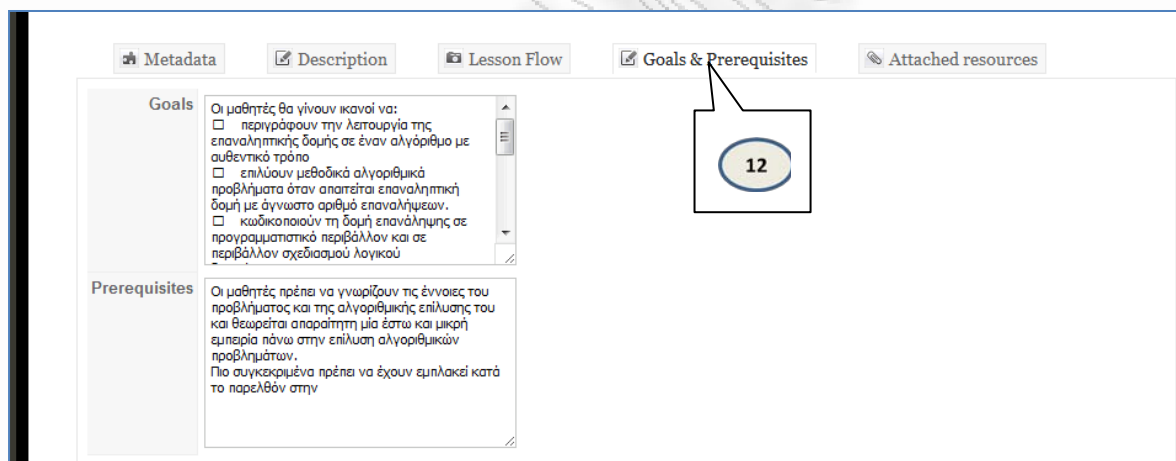 Metadata
Description
Lesson Flow
Goals & Prerequisites
Attached resources
12
Goals
Οι μαθητές θα γίνουν ικανοί να:
☐ περιγράφουν την λειτουργία της
επαναληπτικής δομής σε έναν αλγόριθμο με
αυθεντικό τρόπο
☐ επιλύουν μεθοδικά αλγοριθμικά
προβλήματα όταν απαιτείται επαναληπτική
δομή με άγνωστο αριθμό επαναλήψεων.
☐ κωδικοποιούν τη δομή επανάληψης σε
προγραμματιστικό περιβάλλον και σε
περιβάλλον σχεδιασμού λογικού
Prerequisites
Οι μαθητές πρέπει να γνωρίζουν τις έννοιες του
προβλήματος και της αλγοριθμικής επίλυσης του
και θεωρείται απαραίτητη μία έστω και μικρή
εμπειρία πάνω στην επίλυση αλγοριθμικών
προβλημάτων.
Πιο συγκεκριμένα πρέπει να έχουν εμπλακεί κατά
το παρελθόν στην